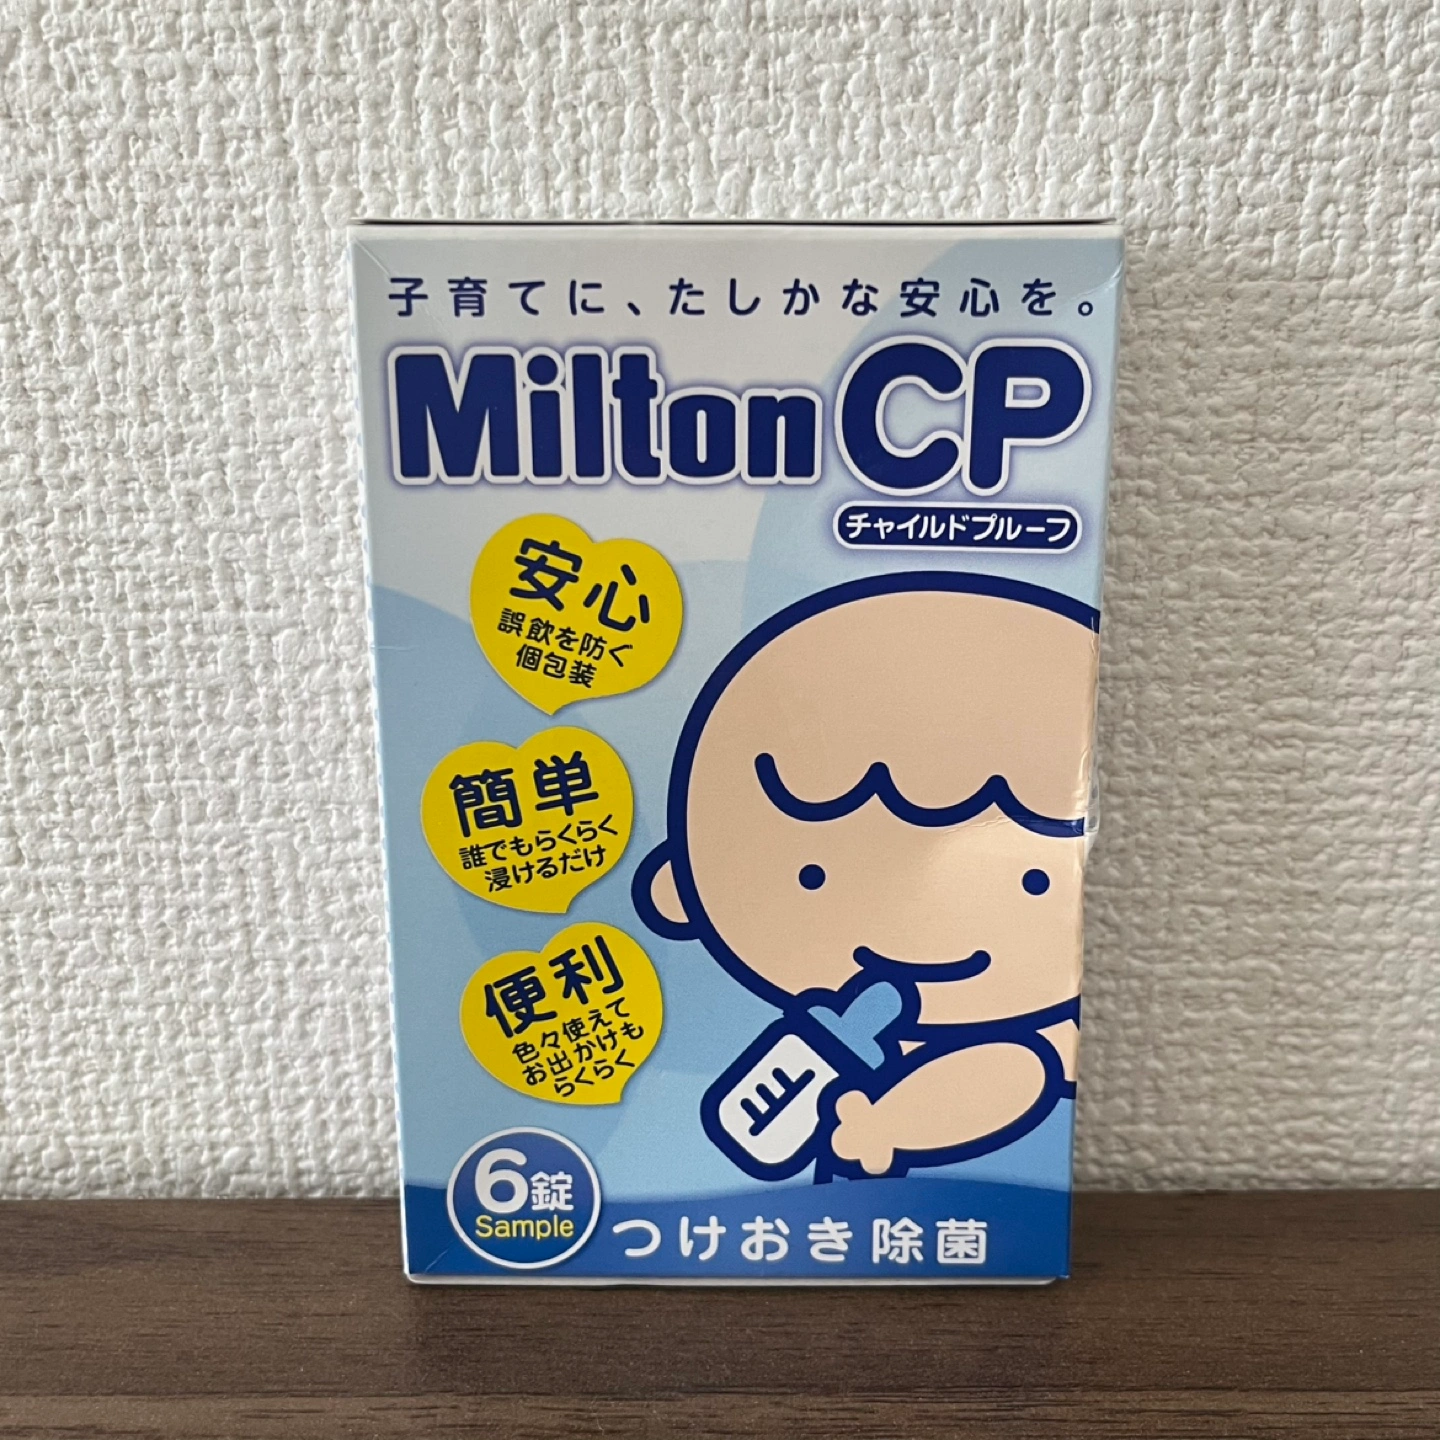 子育てに、たしかな安心を。
Milton CP
チャイルドプルーフ
安心
誤飲を防ぐ
個包装
簡単
誰でもらくらく
浸けるだけ
便利
色々使えて
お出かけも
らくらく
6錠
Sample
つけおき除菌